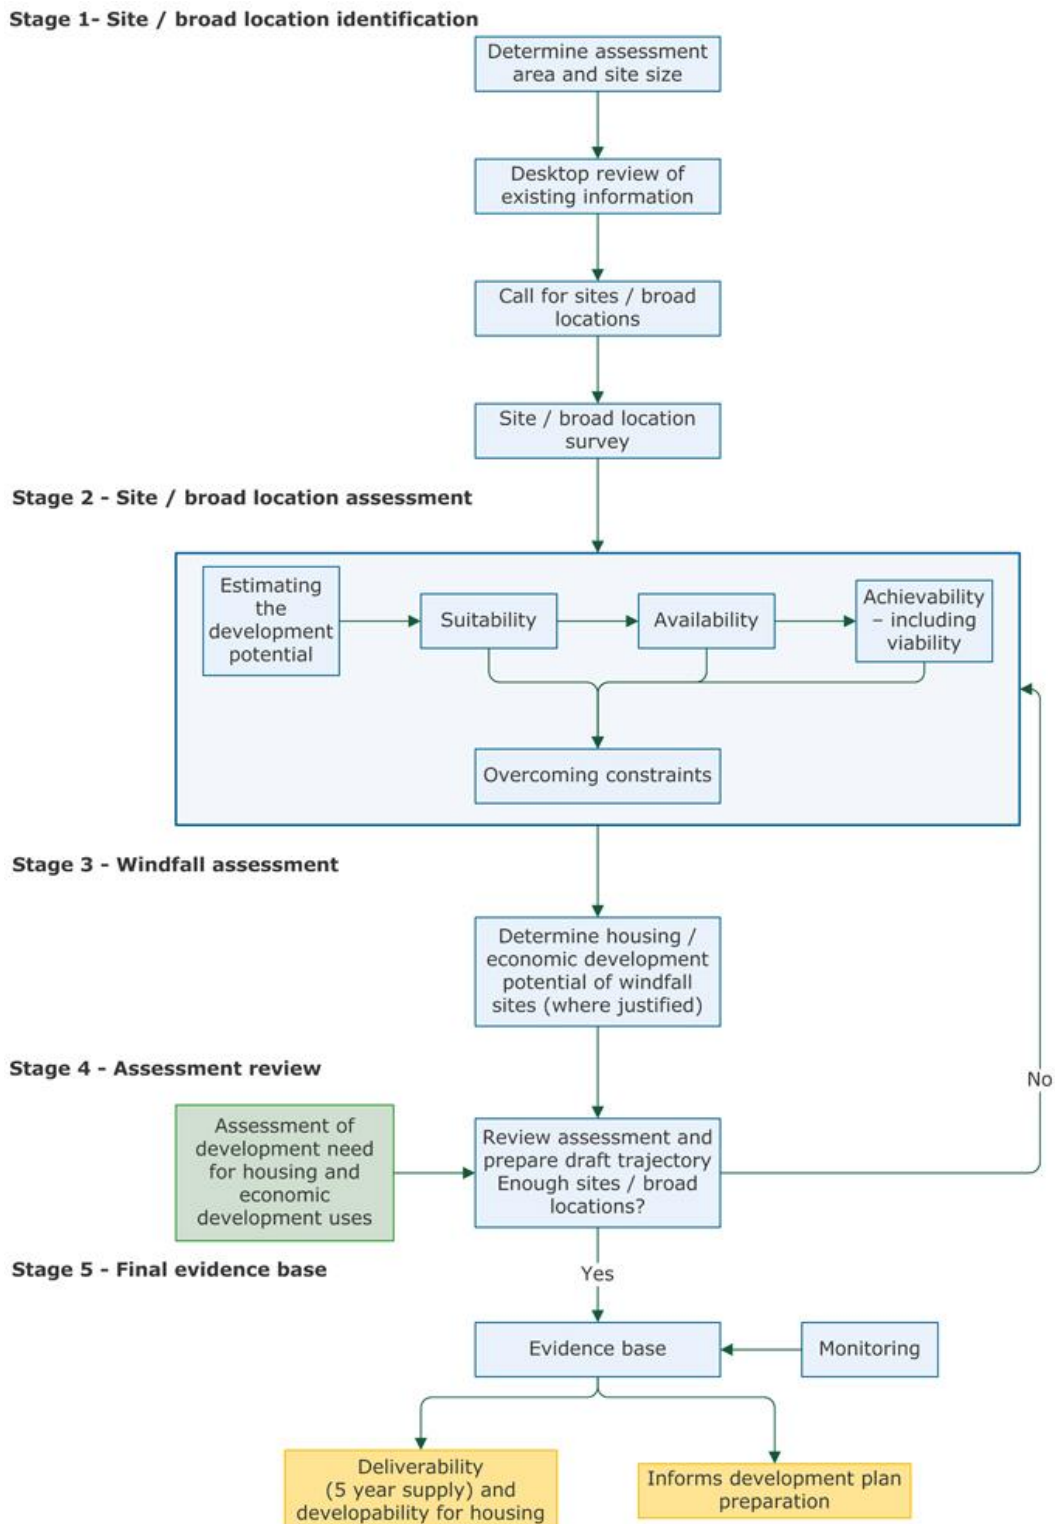 Stage 1- Site / broad location identification
Determine assessment
area and site size
Desktop review of
existing information
Call for sites / broad
locations
Site / broad location
survey
Stage 2 - Site / broad location assessment
Estimating
the
development
potential
Suitability
Availability
Achievability
– including
viability
Overcoming constraints
Stage 3 - Windfall assessment
Determine housing /
economic development
potential of windfall
sites (where justified)
Stage 4 - Assessment review
No
Assessment of
development need
for housing and
economic
development uses
Review assessment and
prepare draft trajectory
Enough sites / broad
locations?
Stage 5 - Final evidence base
Yes
Evidence base
Monitoring
Deliverability
(5 year supply) and
developability for housing
Informs development plan
preparation